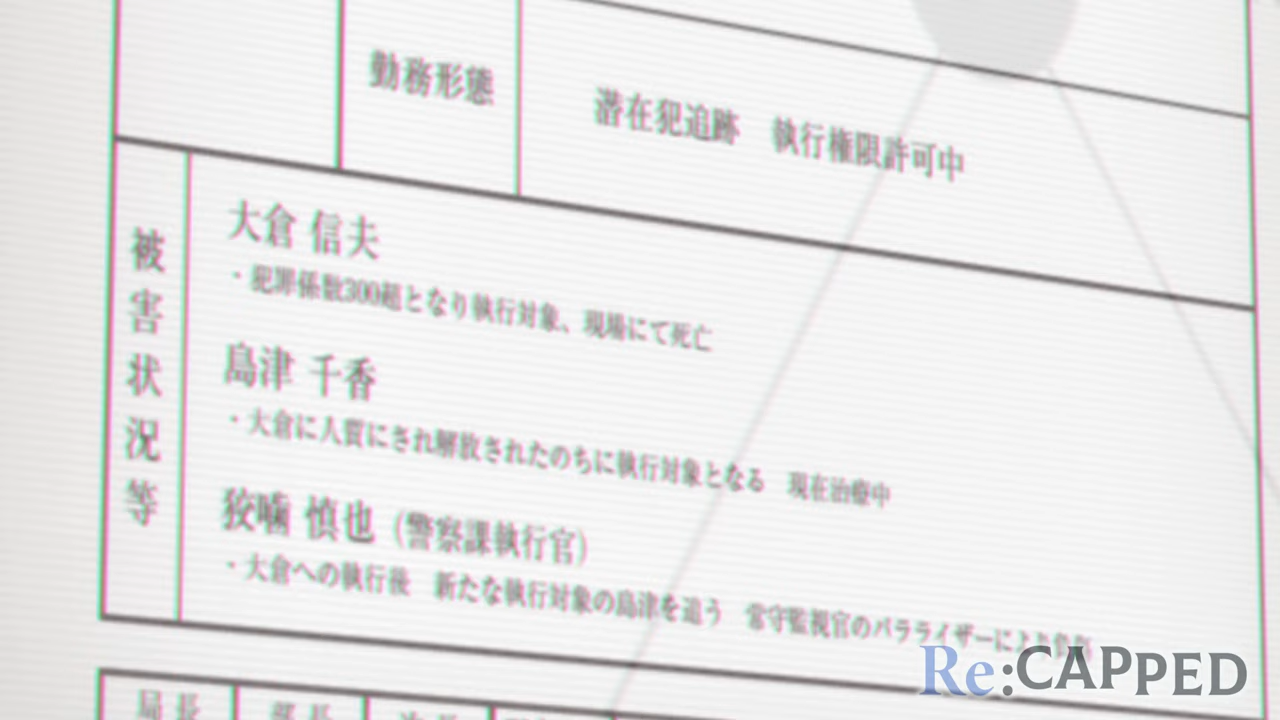 勤務形態
潜在犯追跡　執行権限許可中
被害状況等
大倉 信夫
・犯罪係数300超となり執行対象、現場にて死亡
島津 千香
・大倉に人質にされ解放されたのちに執行対象となる　現在治療中
狡噛 慎也（警察課執行官）
・大倉への執行後　新たな執行対象の島津を追う　常守監視官のパラライザーにより負傷
局長
部長
次長
Re:CAPPED